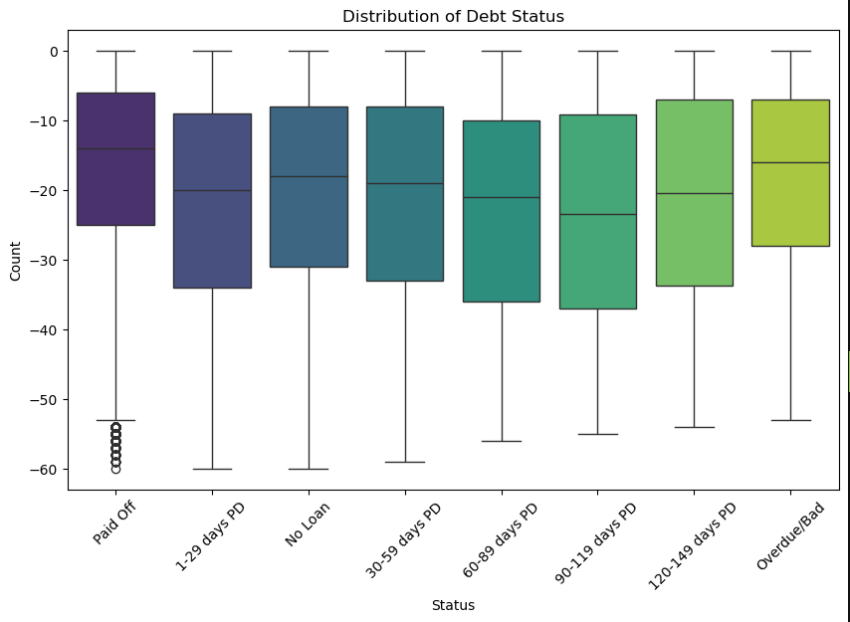 Distribution of Debt Status
Count
0
−10
−20
−30
−40
−50
−60
Paid Off
1-29 days PD
No Loan
30-59 days PD
60-89 days PD
90-119 days PD
120-149 days PD
Overdue/Bad
Status